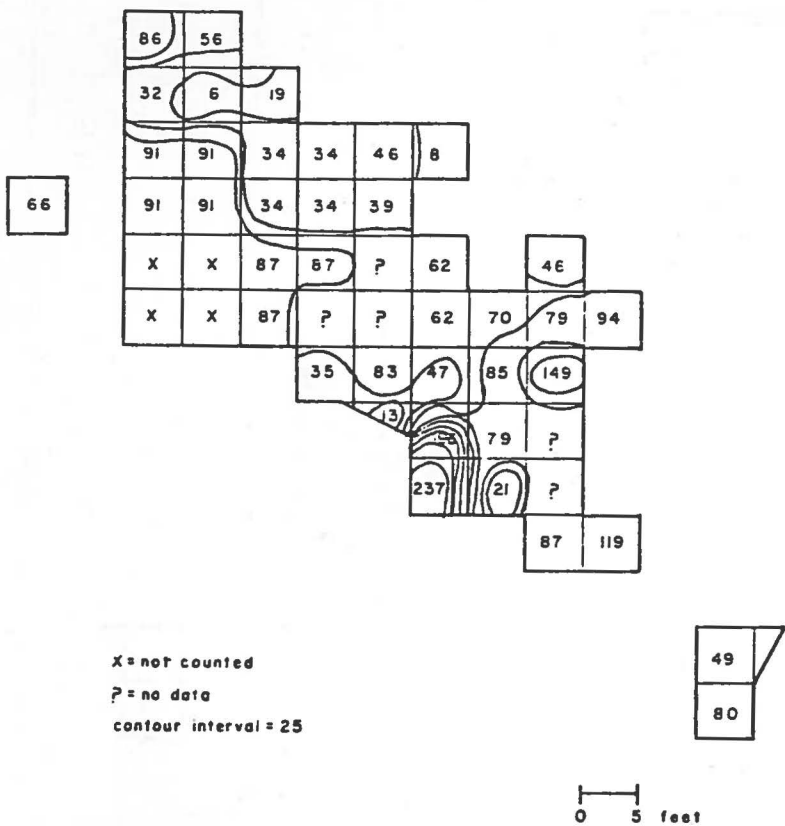 86 56
32 6 19
91 91 34 34 46 8
66 91 91 34 34 39
X X 87 87 ? 62 46
X X 87 ? ? 62 70 79 94
35 83 47 85 149
13 79 ?
237 21 ?
87 119
49
80
X = not counted
? = no data
contour interval = 25
0 5 feet